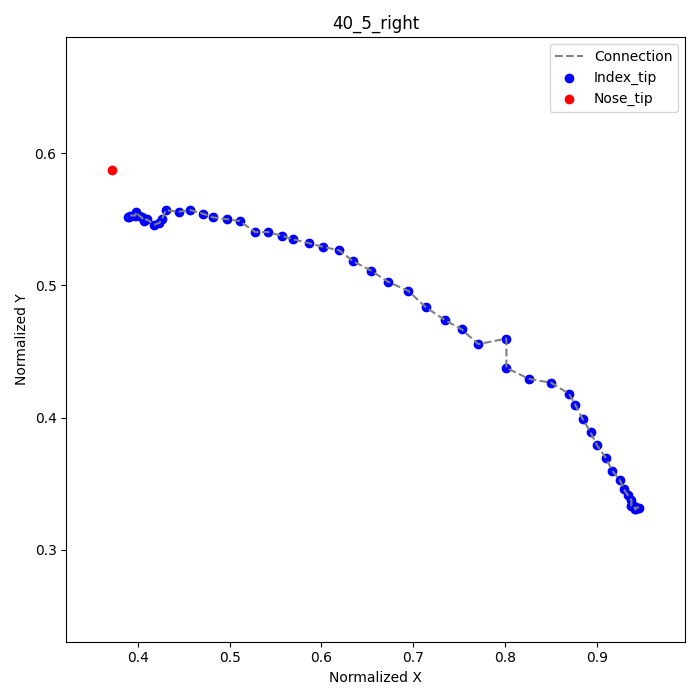 40_5_right
Connection
Index_tip
Nose_tip
0.6
0.5
0.4
0.3
Normalized Y
0.4 0.5 0.6 0.7 0.8 0.9
Normalized X